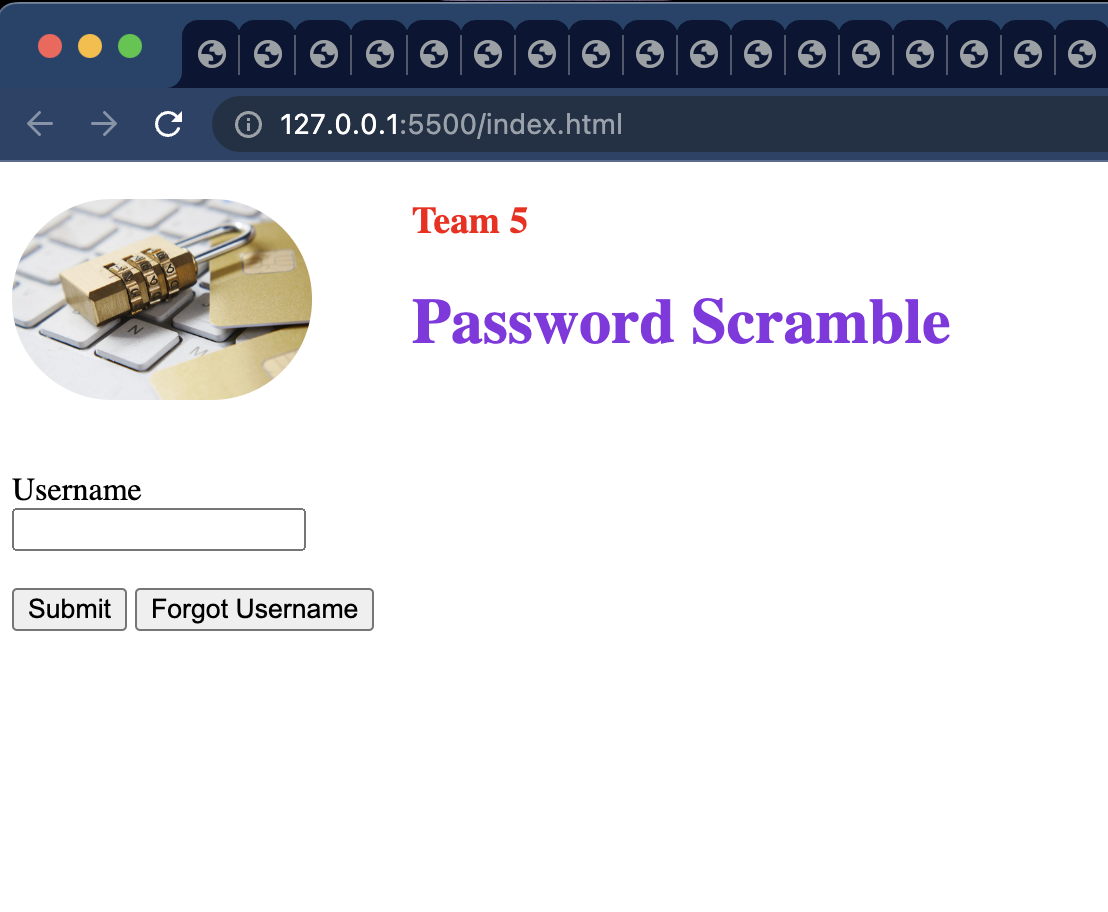 127.0.0.1:5500/index.html
Team 5
Password Scramble
Username
Submit Forgot Username